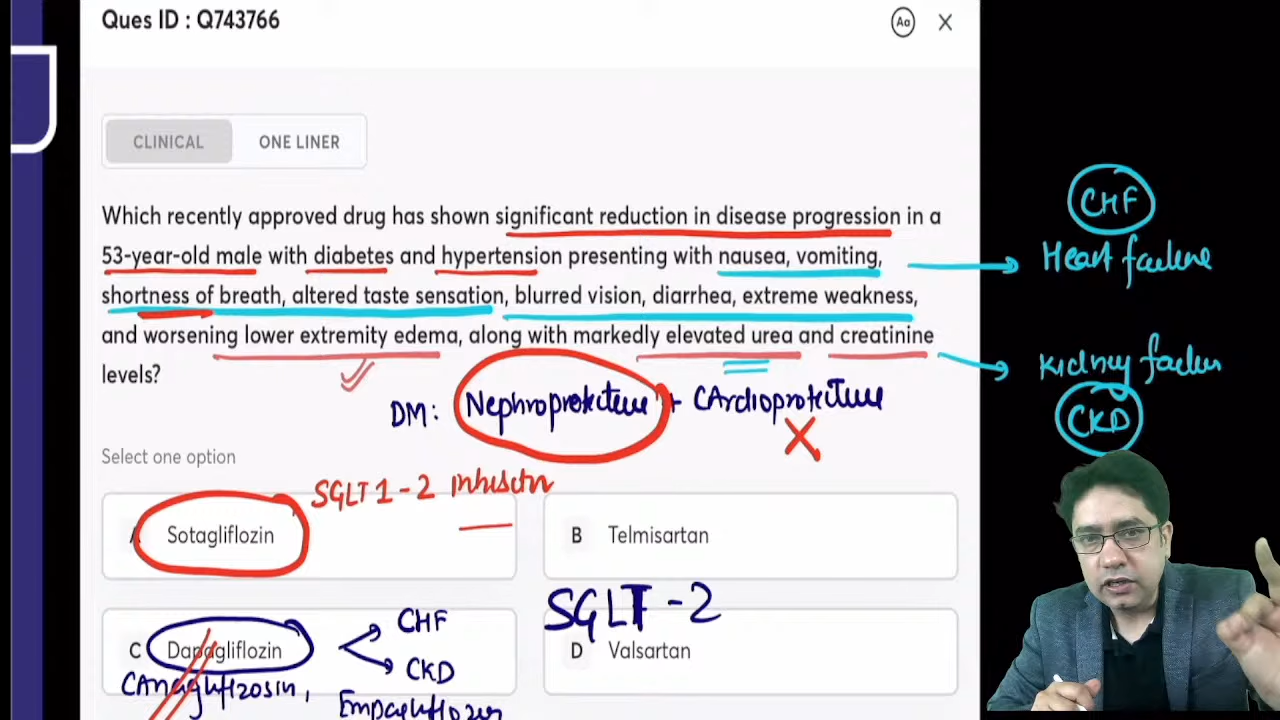 Ques ID : Q743766
Aa
CLINICAL
ONE LINER
Which recently approved drug has shown significant reduction in disease progression in a
53-year-old male with diabetes and hypertension presenting with nausea, vomiting,
shortness of breath, altered taste sensation, blurred vision, diarrhea, extreme weakness,
and worsening lower extremity edema, along with markedly elevated urea and creatinine
levels?
CHF
Heart failure
Kidney failure
CKD
DM: Nephroprotective + CArdioprotective
Select one option
SGLT 1-2 inhibitor
A Sotagliflozin
B Telmisartan
SGLT-2
C Dapagliflozin
CHF
CKD
D Valsartan
CAnagliflozin,
Empagliflozin